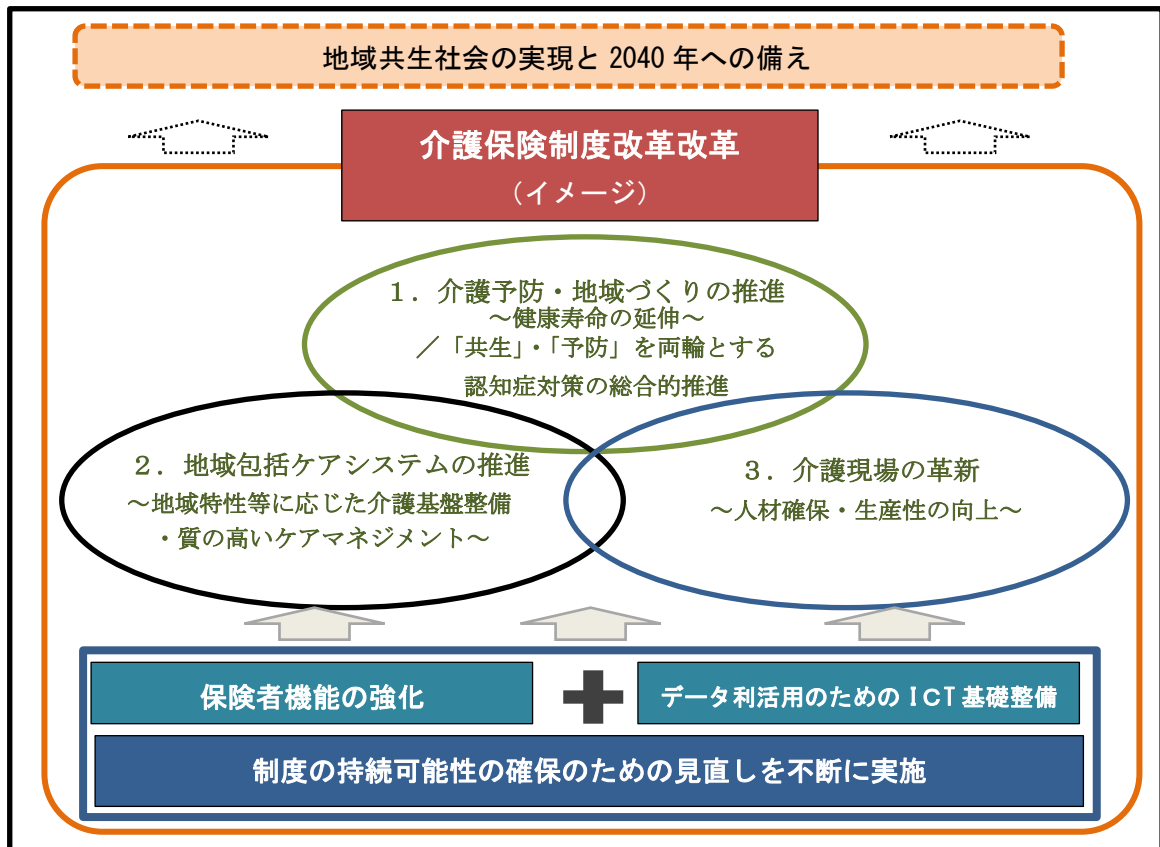 地域共生社会の実現と 2040 年への備え
介護保険制度改革改革
（イメージ）
１．介護予防・地域づくりの推進
～健康寿命の延伸～
／「共生」・「予防」を両輪とする
認知症対策の総合的推進
２．地域包括ケアシステムの推進
～地域特性等に応じた介護基盤整備
・質の高いケアマネジメント～
３．介護現場の革新
～人材確保・生産性の向上～
保険者機能の強化
データ利活用のための ICT 基礎整備
制度の持続可能性の確保のための見直しを不断に実施